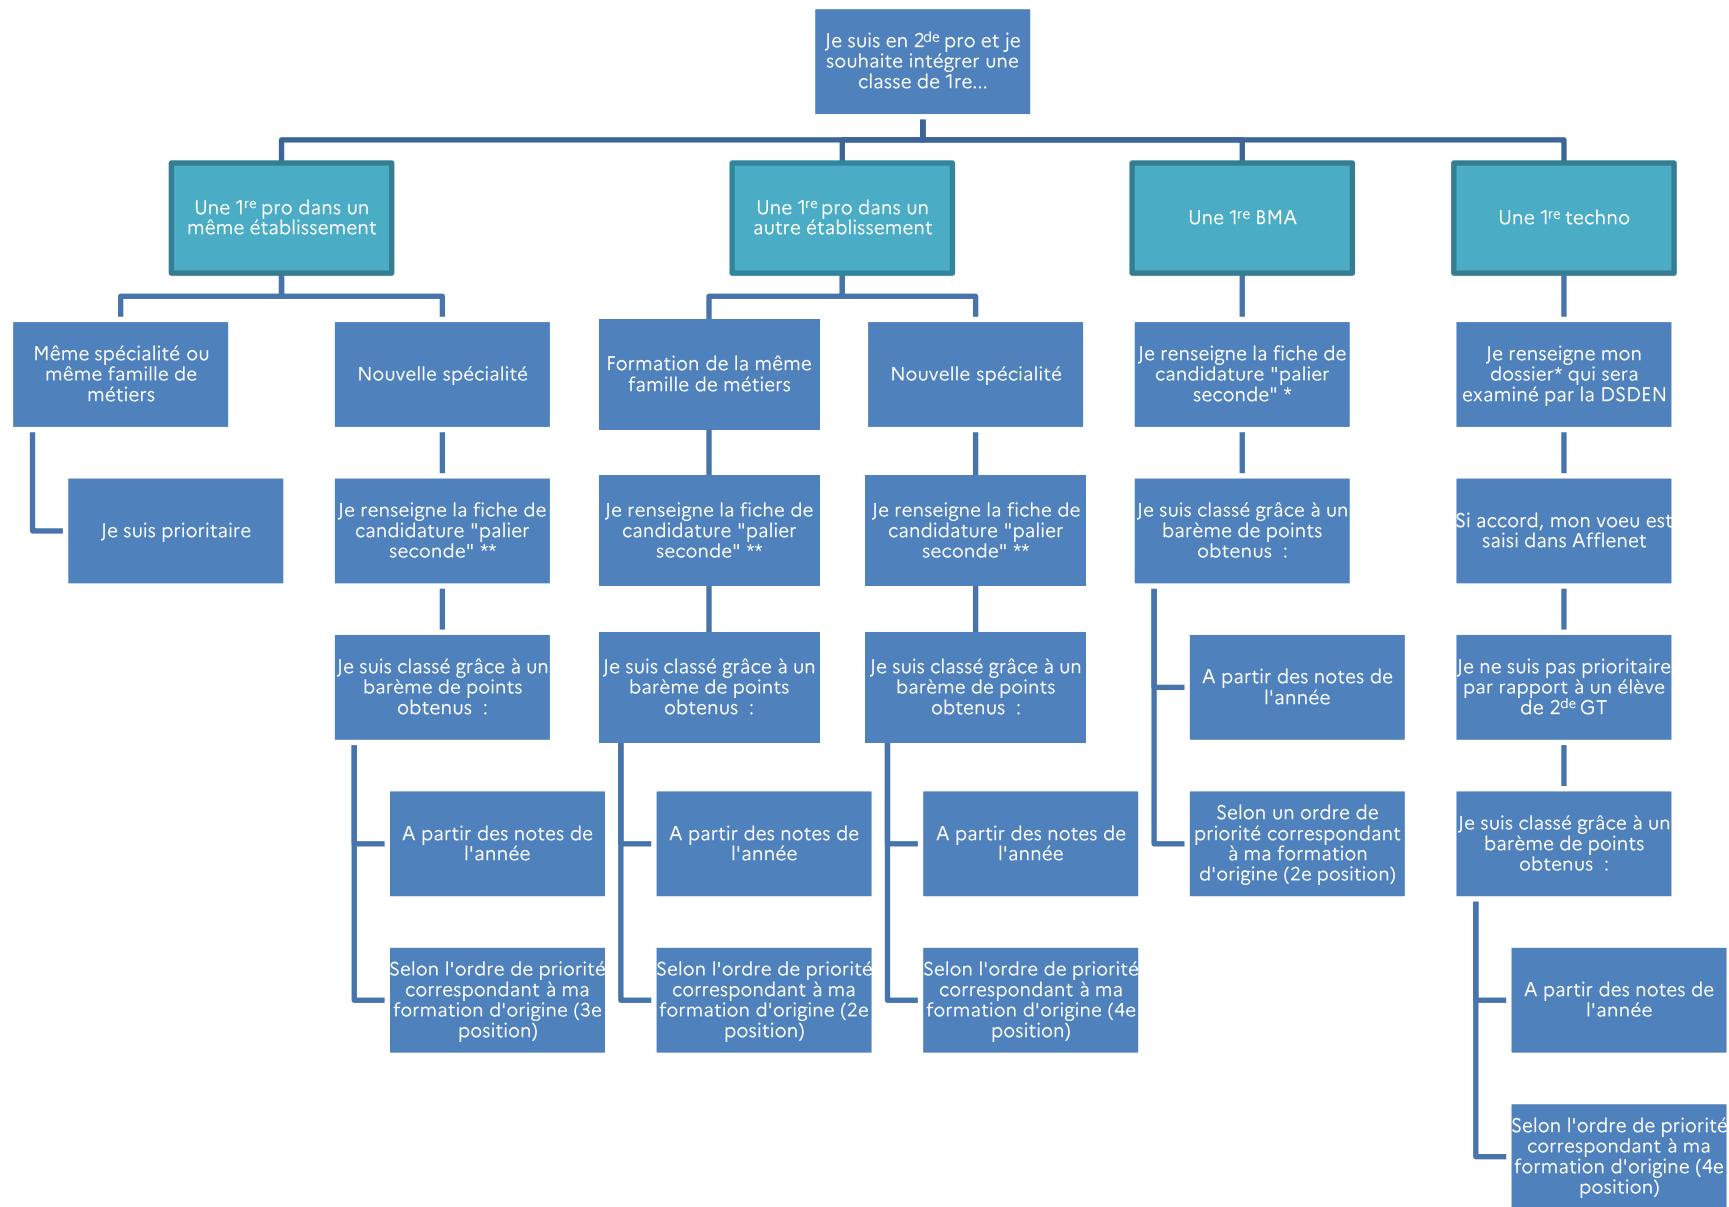 Je suis en 2de pro et je
souhaite intégrer une
classe de 1re...
Une 1re pro dans un
même établissement
Une 1re pro dans un
autre établissement
Une 1re BMA
Une 1re techno
Même spécialité ou
même famille de
métiers
Nouvelle spécialité
Formation de la même
famille de métiers
Nouvelle spécialité
Je renseigne la fiche de
candidature "palier
seconde" *
Je renseigne mon
dossier* qui sera
examiné par la DSDEN
Je suis prioritaire
Je renseigne la fiche de
candidature "palier
seconde" **
Je renseigne la fiche de
candidature "palier
seconde" **
Je renseigne la fiche de
candidature "palier
seconde" **
Je suis classé grâce à un
barème de points
obtenus :
Si accord, mon voeu est
saisi dans Afflenet
Je suis classé grâce à un
barème de points
obtenus :
Je suis classé grâce à un
barème de points
obtenus :
Je suis classé grâce à un
barème de points
obtenus :
A partir des notes de
l'année
Je ne suis pas prioritaire
par rapport à un élève
de 2de GT
A partir des notes de
l'année
A partir des notes de
l'année
A partir des notes de
l'année
Selon un ordre de
priorité correspondant
à ma formation
d'origine (2e position)
Je suis classé grâce à un
barème de points
obtenus :
Selon l'ordre de priorité
correspondant à ma
formation d'origine (3e
position)
Selon l'ordre de priorité
correspondant à ma
formation d'origine (2e
position)
Selon l'ordre de priorité
correspondant à ma
formation d'origine (4e
position)
A partir des notes de
l'année
Selon l'ordre de priorité
correspondant à ma
formation d'origine (4e
position)